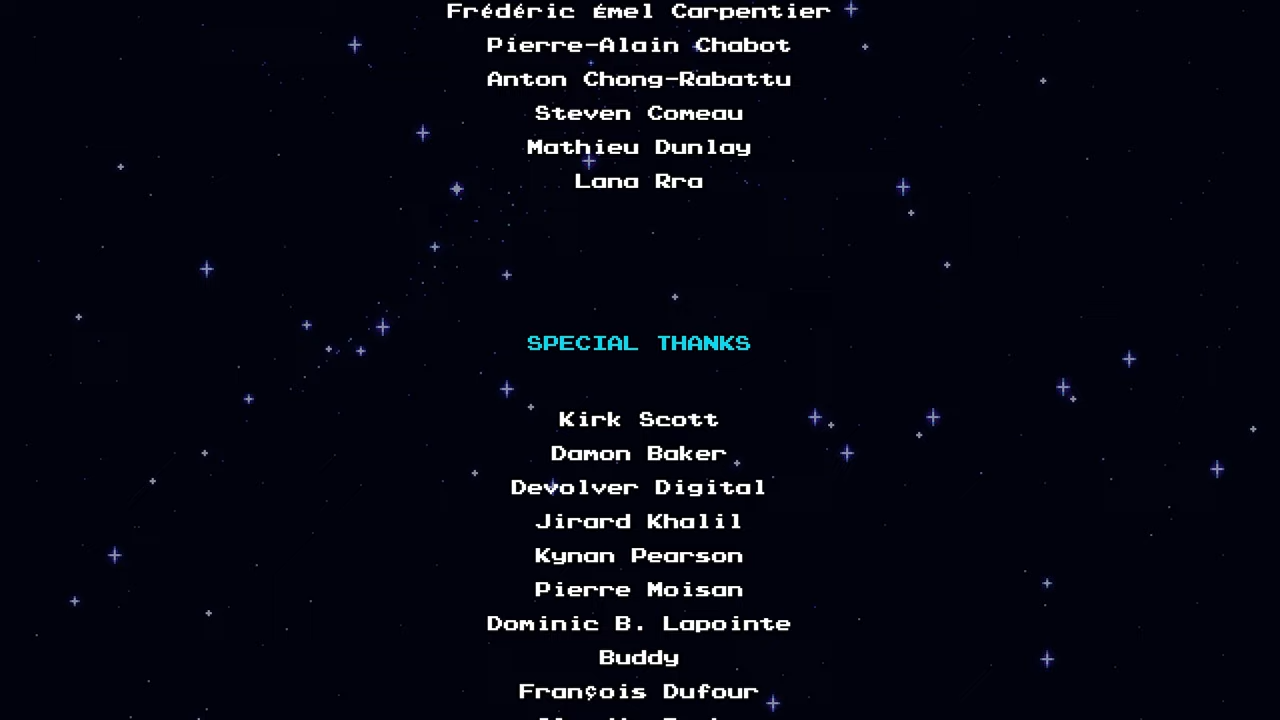 Frédéric Émel Carpentier
Pierre-Alain Chabot
Anton Chong-Rabattu
Steven Comeau
Mathieu Dunlay
Lana Rra
SPECIAL THANKS
Kirk Scott
Damon Baker
Devolver Digital
Jirard Khalil
Kynan Pearson
Pierre Moisan
Dominic B. Lapointe
Buddy
François Dufour